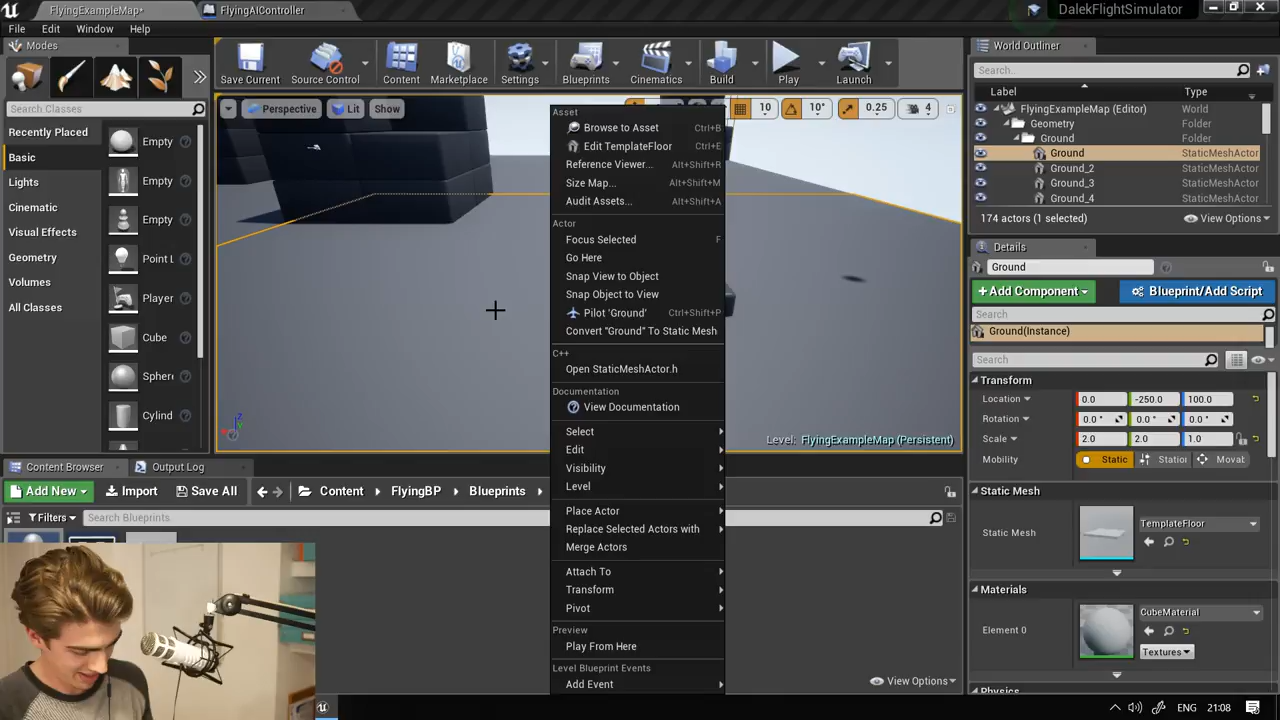 FlyingExampleMap*
FlyingAIController
DalekFlightSimulator
File
Edit
Window
Help
Modes
Search Classes
Recently Placed
Basic
Lights
Cinematic
Visual Effects
Geometry
Volumes
All Classes
Empty
Empty
Empty
Point L
Player
Cube
Sphere
Cylind
Save Current
Source Control
Content
Marketplace
Settings
Blueprints
Cinematics
Build
Play
Launch
Perspective
Lit
Show
10
10°
0.25
4
Asset
Browse to Asset Ctrl+B
Edit TemplateFloor Ctrl+E
Reference Viewer... Alt+Shift+R
Size Map... Alt+Shift+M
Audit Assets... Alt+Shift+A
Actor
Focus Selected F
Go Here
Snap View to Object
Snap Object to View
Pilot 'Ground' Ctrl+Shift+P
Convert "Ground" To Static Mesh
C++
Open StaticMeshActor.h
Documentation
View Documentation
Select
Edit
Visibility
Level
Place Actor
Replace Selected Actors with
Merge Actors
Attach To
Transform
Pivot
Preview
Play From Here
Level Blueprint Events
Add Event
Level: FlyingExampleMap (Persistent)
Content Browser
Output Log
Add New
Import
Save All
Content
FlyingBP
Blueprints
Filters
Search Blueprints
View Options
World Outliner
Search..
Label Type
FlyingExampleMap (Editor) World
Geometry Folder
Ground Folder
Ground StaticMeshActor
Ground_2 StaticMeshActor
Ground_3 StaticMeshActor
Ground_4 StaticMeshActor
174 actors (1 selected)
View Options
Details
Ground
+Add Component
Blueprint/Add Script
Search
Ground(Instance)
Search
Transform
Location 0.0 -250.0 100.0
Rotation 0.0 ° 0.0 ° 0.0 °
Scale 2.0 2.0 1.0
Mobility Static Station Movab
Static Mesh
Static Mesh TemplateFloor
Materials
Element 0 CubeMaterial
Textures
Physics
ENG 21:08